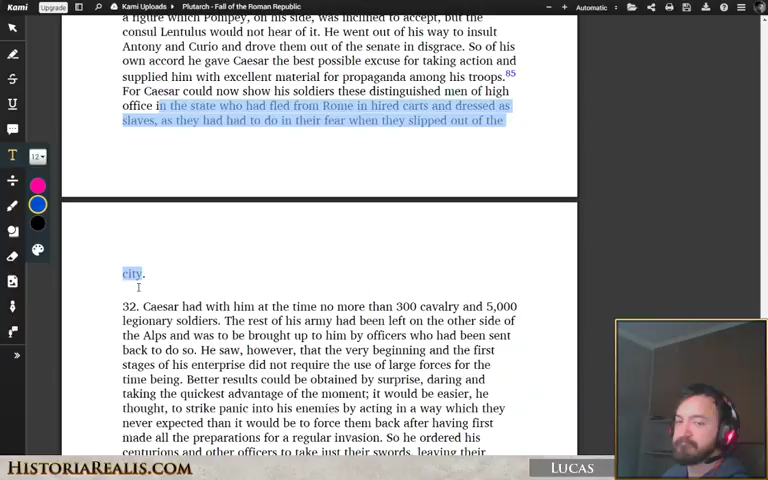 Kami
Upgrade
Kami Uploads
Plutarch - Fall of the Roman Republic
Automatic
a figure which Pompey, on his side, was inclined to accept, but the
consul Lentulus would not hear of it. He went out of his way to insult
Antony and Curio and drove them out of the senate in disgrace. So of his
own accord he gave Caesar the best possible excuse for taking action and
supplied him with excellent material for propaganda among his troops.85
For Caesar could now show his soldiers these distinguished men of high
office in the state who had fled from Rome in hired carts and dressed as
slaves, as they had had to do in their fear when they slipped out of the
city.
32. Caesar had with him at the time no more than 300 cavalry and 5,000
legionary soldiers. The rest of his army had been left on the other side of
the Alps and was to be brought up to him by officers who had been sent
back to do so. He saw, however, that the very beginning and the first
stages of his enterprise did not require the use of large forces for the
time being. Better results could be obtained by surprise, daring and
taking the quickest advantage of the moment; it would be easier, he
thought, to strike panic into his enemies by acting in a way which they
never expected than it would be to force them back after having first
made all the preparations for a regular invasion. So he ordered his
centurions and other officers to take just their swords, leaving their
T
12
HISTORIAREALIS.COM
LUCAS